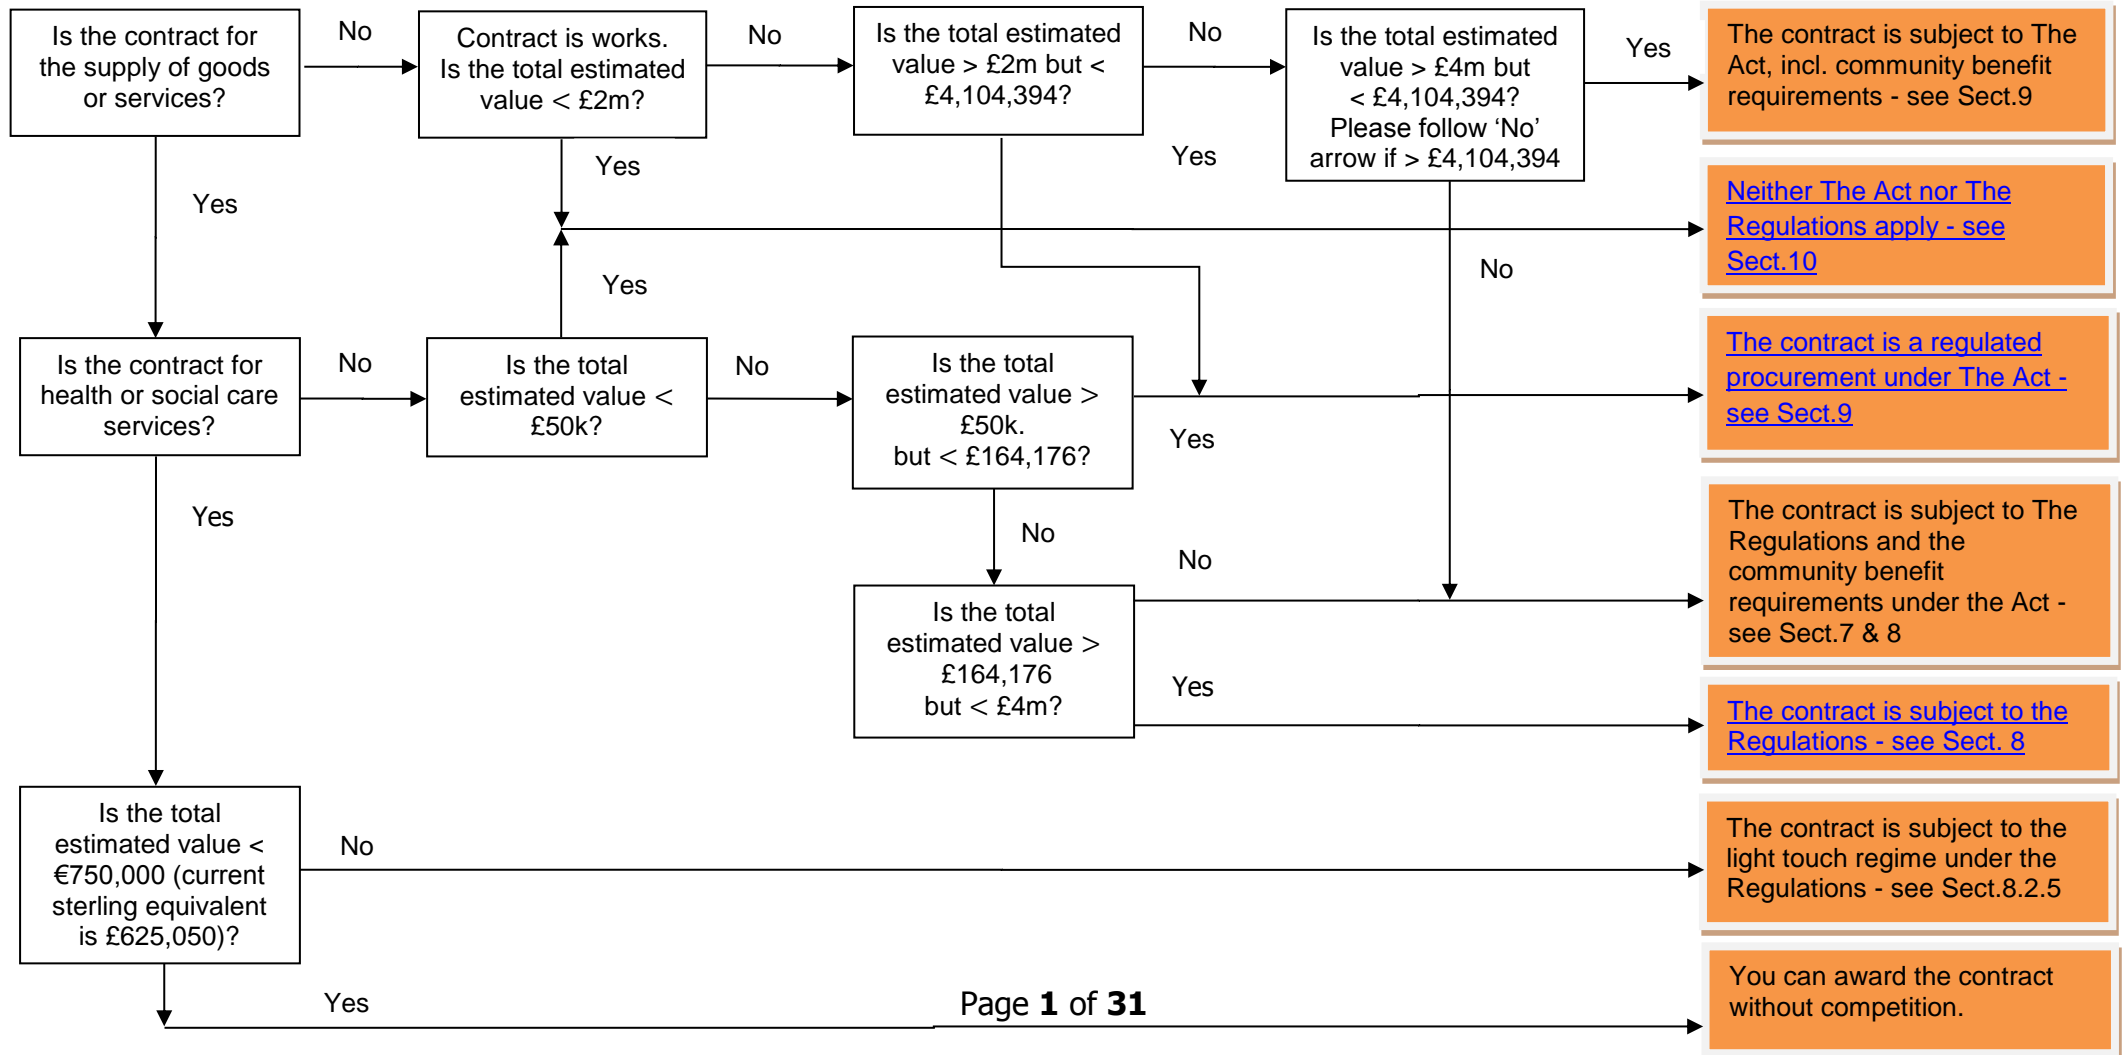 Is the contract for
the supply of goods
or services?
No
Contract is works.
Is the total estimated
value < £2m?
No
Is the total estimated
value > £2m but <
£4,104,394?
No
Is the total estimated
value > £4m but
< £4,104,394?
Please follow ‘No’
arrow if > £4,104,394
Yes
The contract is subject to The
Act, incl. community benefit
requirements - see Sect.9
Yes
Yes
Yes
Neither The Act nor The
Regulations apply - see
Sect.10
Yes
No
Is the contract for
health or social care
services?
No
Is the total
estimated value <
£50k?
No
Is the total
estimated value >
£50k.
but < £164,176?
Yes
The contract is a regulated
procurement under The Act -
see Sect.9
Yes
No
No
The contract is subject to The
Regulations and the
community benefit
requirements under the Act -
see Sect.7 & 8
Is the total
estimated value >
£164,176
but < £4m?
Yes
The contract is subject to the
Regulations - see Sect. 8
Is the total
estimated value <
€750,000 (current
sterling equivalent
is £625,050)?
No
The contract is subject to the
light touch regime under the
Regulations - see Sect.8.2.5
Yes
Page 1 of 31
You can award the contract
without competition.